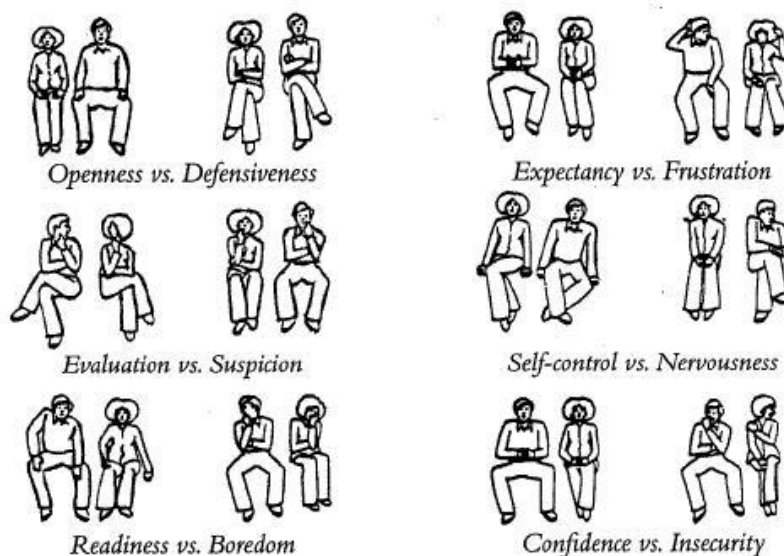 Openness vs. Defensiveness
Expectancy vs. Frustration
Evaluation vs. Suspicion
Self-control vs. Nervousness
Readiness vs. Boredom
Confidence vs. Insecurity